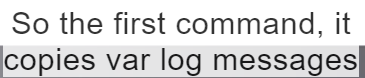 So the first command, it
copies var log messages